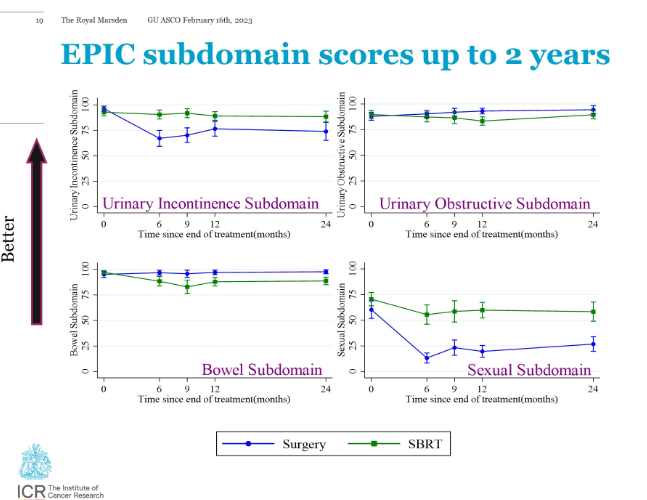 19 The Royal Marsden GU ASCO February 16th, 2023
EPIC subdomain scores up to 2 years
Better
Urinary Incontinence Subdomain
100
75
50
25
0
Urinary Incontinence Subdomain
0 6 9 12 24
Time since end of treatment(months)
Urinary Obstructive Subdomain
100
75
50
25
0
Urinary Obstructive Subdomain
0 6 9 12 24
Time since end of treatment(months)
Bowel Subdomain
100
75
50
25
0
Bowel Subdomain
0 6 9 12 24
Time since end of treatment(months)
Sexual Subdomain
100
75
50
25
0
Sexual Subdomain
0 6 9 12 24
Time since end of treatment(months)
Surgery SBRT
ICR The Institute of
Cancer Research